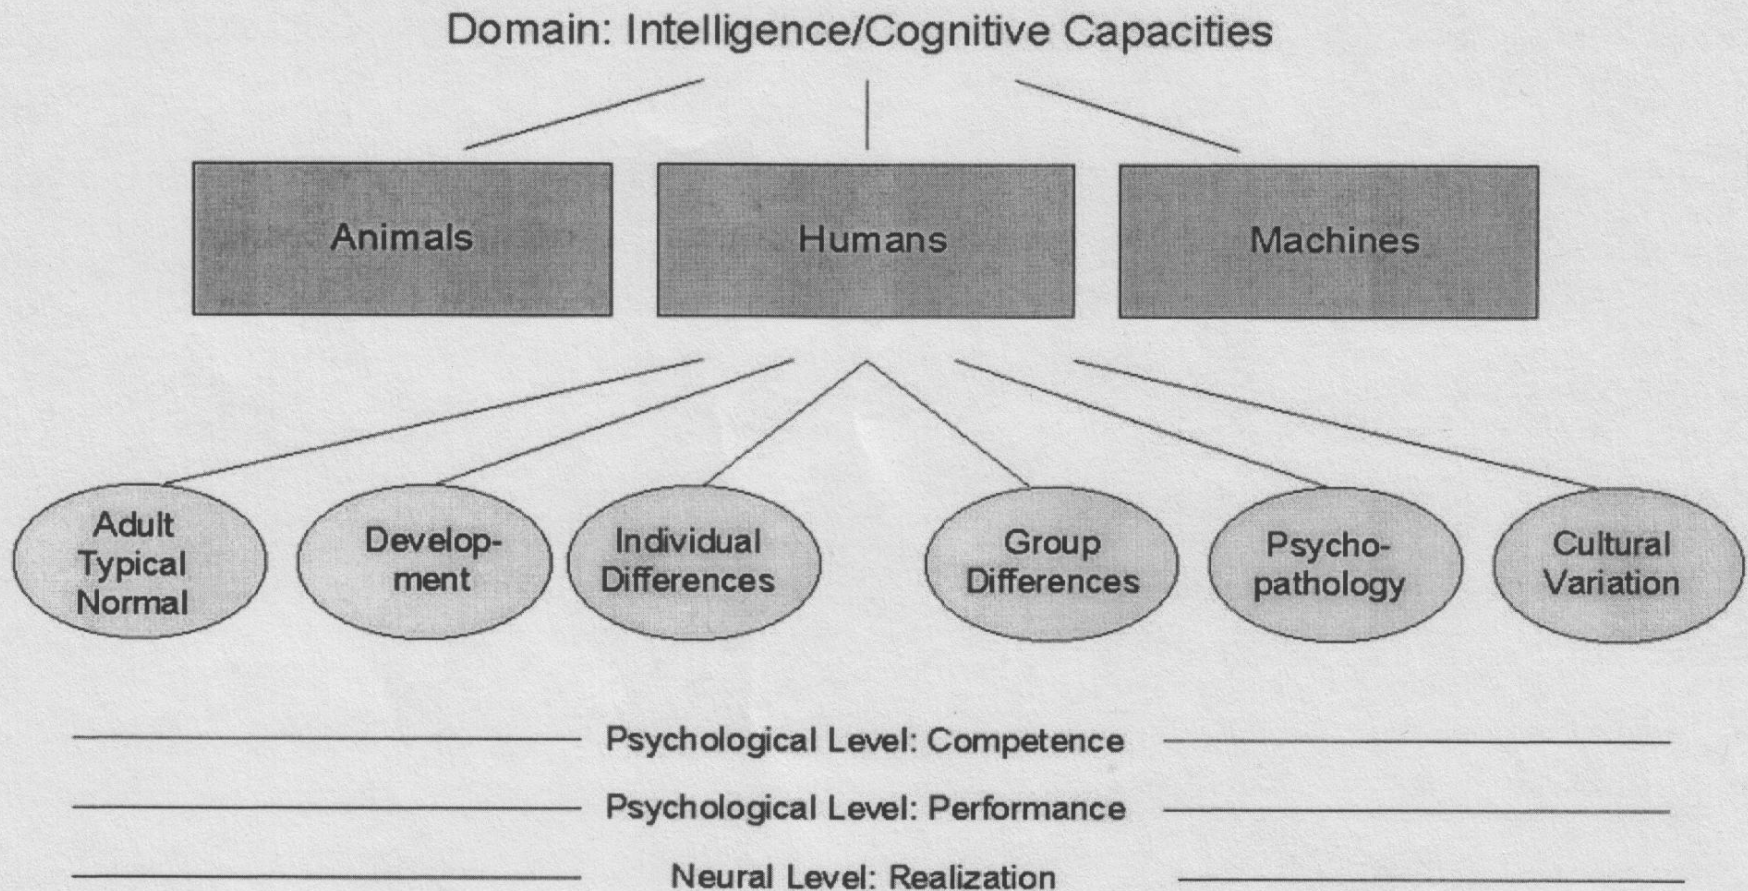 Domain: Intelligence/Cognitive Capacities
Animals
Humans
Machines
Adult
Typical
Normal
Develop-
ment
Individual
Differences
Group
Differences
Psycho-
pathology
Cultural
Variation
Psychological Level: Competence
Psychological Level: Performance
Neural Level: Realization